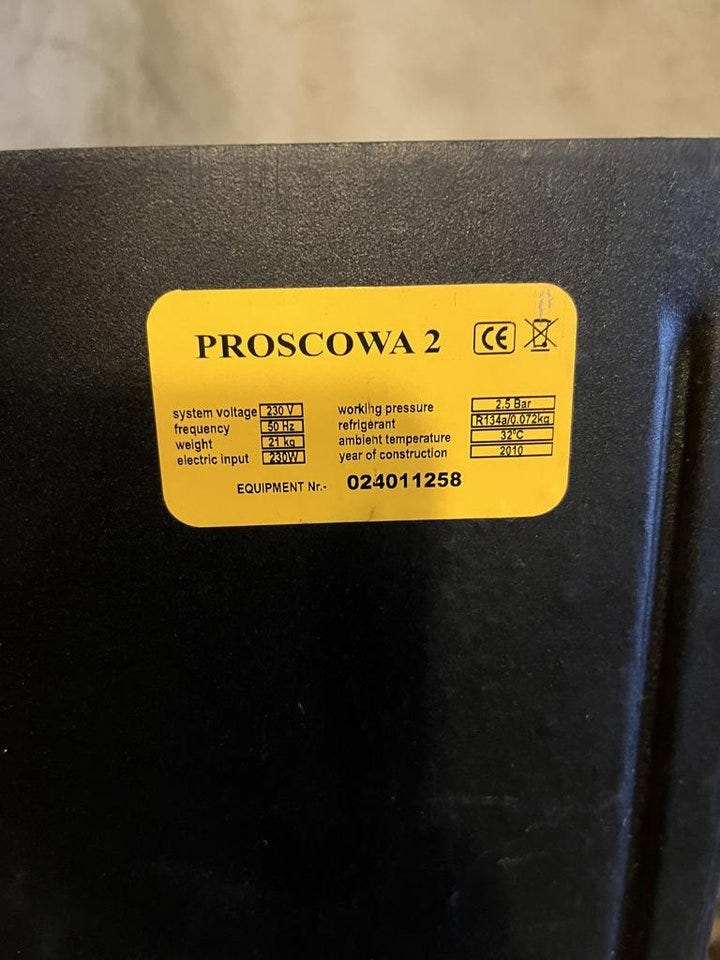 PROSCOWA 2 CE
system voltage 230 V
frequency 50 Hz
weight 21 kg
electric input 230W
working pressure 2.5 Bar
refrigerant R134a/0.072kg
ambient temperature 32°C
year of construction 2010
EQUIPMENT Nr.- 024011258